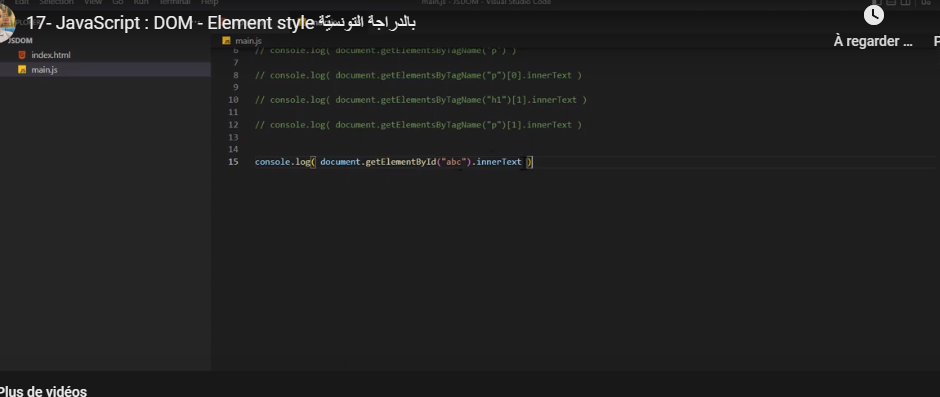 Edit Selection View Go Run Terminal Help
main.js - JSDOM - Visual Studio Code
17- JavaScript : DOM - Element style بالدراجة التونسيّة
À regarder ...
P
JSDOM
index.html
main.js
main.js
6 // console.log( document.getElementsByTagName("p") )
7
8 // console.log( document.getElementsByTagName("p")[0].innerText )
9
10 // console.log( document.getElementsByTagName("h1")[1].innerText )
11
12 // console.log( document.getElementsByTagName("p")[1].innerText )
13
14
15 console.log( document.getElementById("abc").innerText )
Plus de vidéos